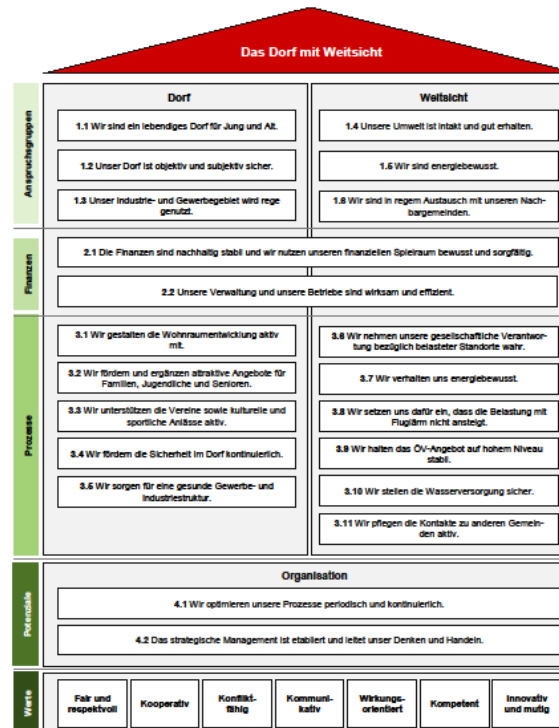 Das Dorf mit Weitsicht
Anspruchsgruppen
Dorf
1.1 Wir sind ein lebendiges Dorf für Jung und Alt.
1.2 Unser Dorf ist objektiv und subjektiv sicher.
1.3 Unser Industrie- und Gewerbegebiet wird rege
genutzt.
Weitsicht
1.4 Unsere Umwelt ist intakt und gut erhalten.
1.5 Wir sind energiebewusst.
1.6 Wir sind in regem Austausch mit unseren Nach-
bargemeinden.
Finanzen
2.1 Die Finanzen sind nachhaltig stabil und wir nutzen unseren finanziellen Spielraum bewusst und sorgfältig.
2.2 Unsere Verwaltung und unsere Betriebe sind wirksam und effizient.
Prozesse
3.1 Wir gestalten die Wohnraumentwicklung aktiv
mit.
3.2 Wir fördern und ergänzen attraktive Angebote für
Familien, Jugendliche und Senioren.
3.3 Wir unterstützen die Vereine sowie kulturelle und
sportliche Anlässe aktiv.
3.4 Wir fördern die Sicherheit im Dorf kontinuierlich.
3.5 Wir sorgen für eine gesunde Gewerbe- und
Industriestruktur.
3.6 Wir nehmen unsere gesellschaftliche Verantwor-
tung bezüglich belasteter Standorte wahr.
3.7 Wir verhalten uns energiebewusst.
3.8 Wir setzen uns dafür ein, dass die Belastung mit
Fluglärm nicht ansteigt.
3.9 Wir halten das ÖV-Angebot auf hohem Niveau
stabil.
3.10 Wir stellen die Wasserversorgung sicher.
3.11 Wir pflegen die Kontakte zu anderen Gemein-
den aktiv.
Potenziale
Organisation
4.1 Wir optimieren unsere Prozesse periodisch und kontinuierlich.
4.2 Das strategische Management ist etabliert und leitet unser Denken und Handeln.
Werte
Fair und
respektvoll
Kooperativ
Konflikt-
fähig
Kommuni-
kativ
Wirkungs-
orientiert
Kompetent
Innovativ
und mutig